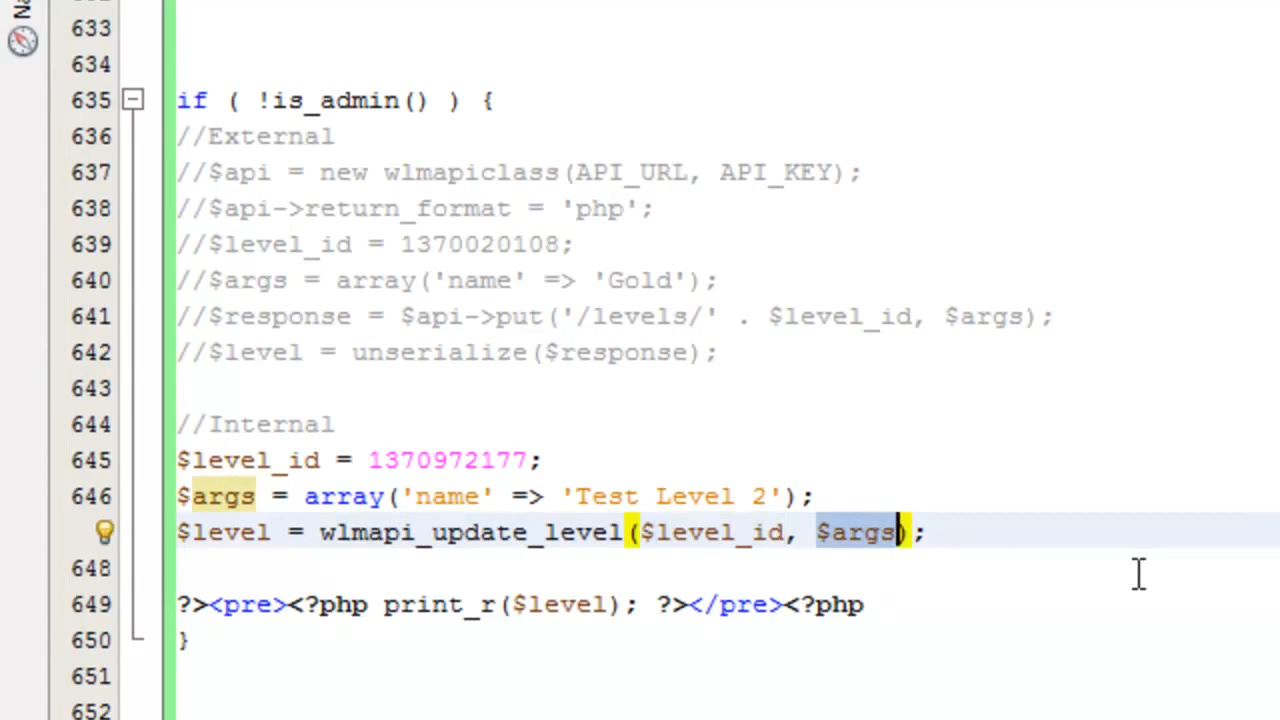 Na
633
634
635 if ( !is_admin() ) {
636 //External
637 //$api = new wlmapiclass(API_URL, API_KEY);
638 //$api->return_format = 'php';
639 //$level_id = 1370020108;
640 //$args = array('name' => 'Gold');
641 //$response = $api->put('/levels/' . $level_id, $args);
642 //$level = unserialize($response);
643
644 //Internal
645 $level_id = 1370972177;
646 $args = array('name' => 'Test Level 2');
$level = wlmapi_update_level($level_id, $args);
648
649 ?><pre><?php print_r($level); ?></pre><?php
650 }
651
652